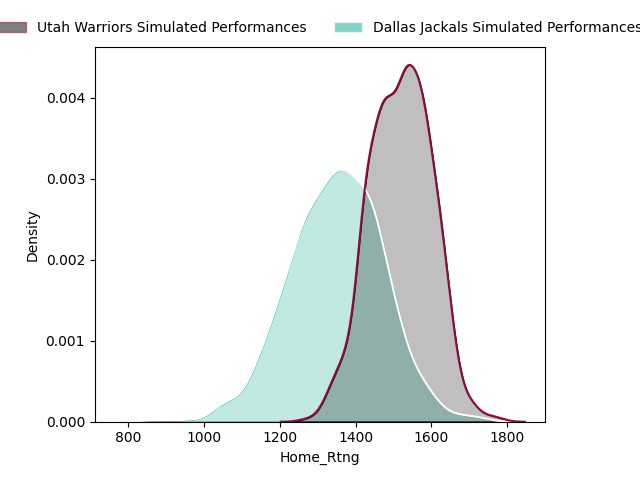 Utah Warriors Simulated Performances
Dallas Jackals Simulated Performances
0.004
0.003
0.002
0.001
0.000
Density
800
1000
1200
1400
1600
1800
Home_Rtng